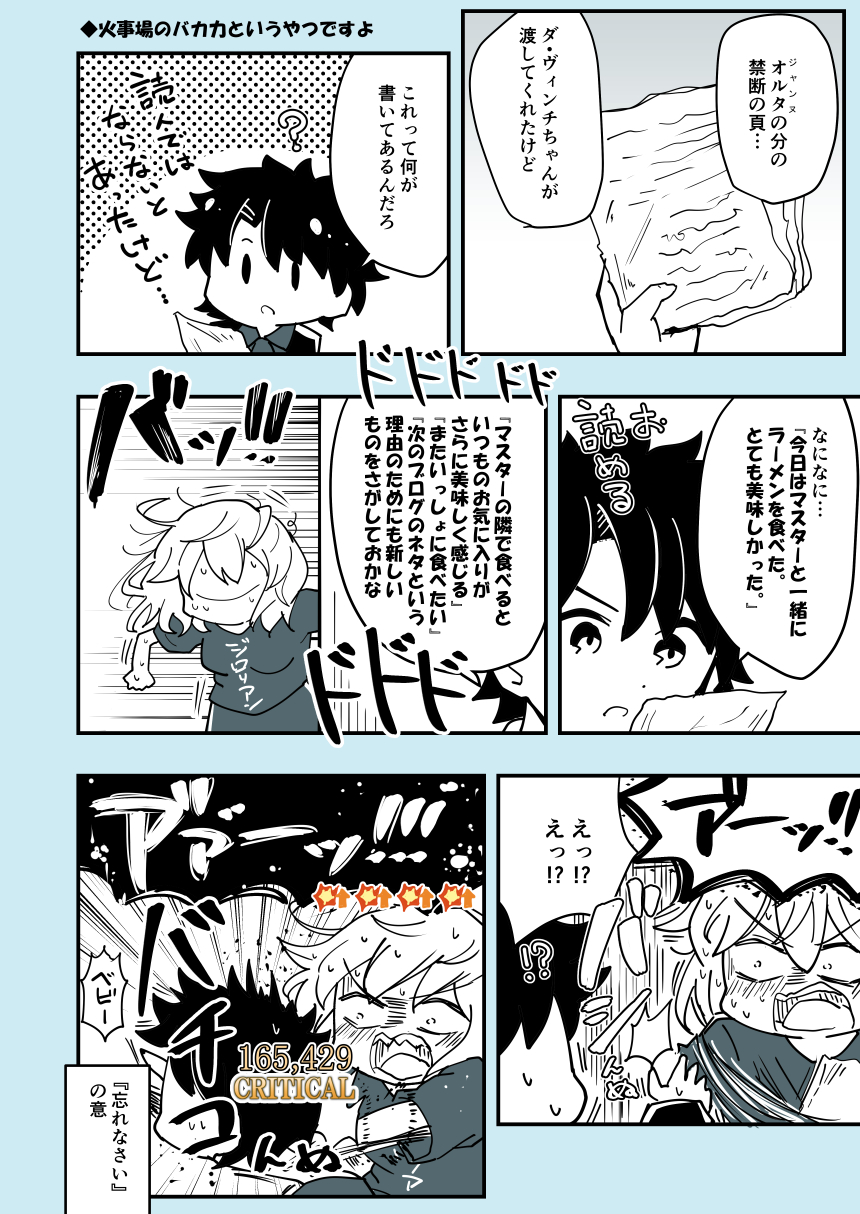 ◆火事場のバカ力というやつですよ
ジャンヌ
オルタの分の
禁断の頁…
ダ・ヴィンチちゃんが
渡してくれたけど
これって何が
書いてあるんだろ
?
読んでは
ならないと
あったけど…
なになに…
『今日はマスターと一緒に
ラーメンを食べた。
とても美味しかった。』
お
読める
ドドドド
ドド
『マスターの隣で食べると
いつものお気に入りが
さらに美味しく感じる』
『またいっしょに食べたい』
『次のブログのネタという
理由のためにも新しい
ものをさがしておかな
ドドドド
バッ!!!
ジロリアン
アァーッ!!
えっ!?
えっ!?
!?
バリィ
んぬ
アァーッ!!!
バチコ
ベビー
165,429
CRITICAL
んぬ
『忘れなさい』
の意